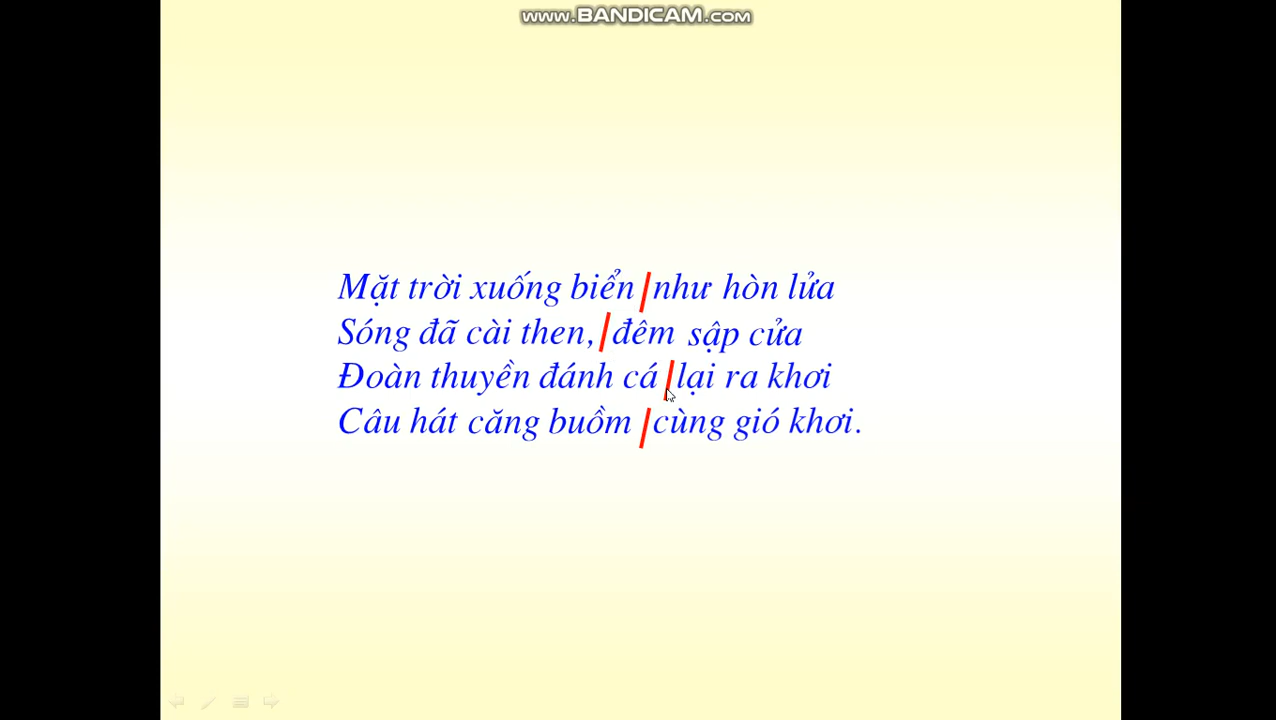 www.BANDICAM.com
Mặt trời xuống biển như hòn lửa
Sóng đã cài then, đêm sập cửa
Đoàn thuyền đánh cá lại ra khơi
Câu hát căng buồm cùng gió khơi.